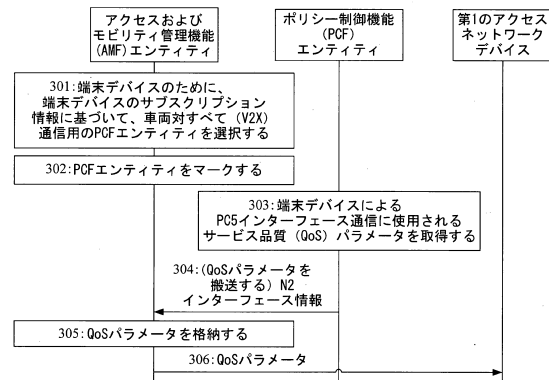 アクセスおよび
モビリティ管理機能
(AMF)エンティティ
ポリシー制御機能
(PCF)
エンティティ
第1のアクセス
ネットワーク
デバイス
301:端末デバイスのために、
端末デバイスのサブスクリプション
情報に基づいて、車両対すべて(V2X)
通信用のPCFエンティティを選択する
302:PCFエンティティをマークする
303:端末デバイスによる
PC5インターフェース通信に使用される
サービス品質(QoS)パラメータを取得する
304:(QoSパラメータを
搬送する)N2
インターフェース情報
305:QoSパラメータを格納する
306:QoSパラメータ